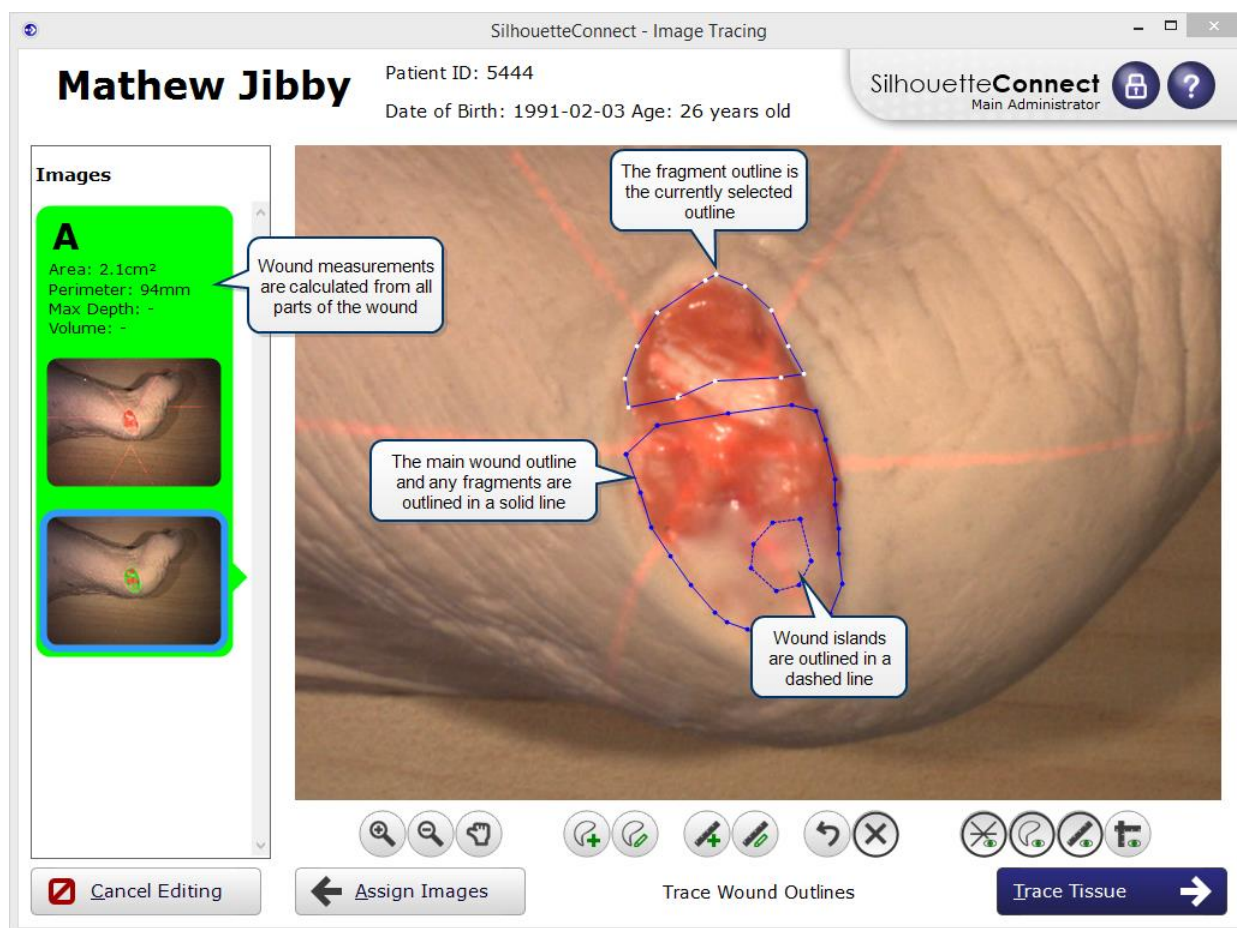 SilhouetteConnect - Image Tracing
Mathew Jibby
Patient ID: 5444
Date of Birth: 1991-02-03 Age: 26 years old
SilhouetteConnect
Main Administrator
?
Images
A
Area: 2.1cm²
Perimeter: 94mm
Max Depth: -
Volume: -
Wound measurements
are calculated from all
parts of the wound
The fragment outline is
the currently selected
outline
The main wound outline
and any fragments are
outlined in a solid line
Wound islands
are outlined in a
dashed line
Cancel Editing
Assign Images
Trace Wound Outlines
Trace Tissue